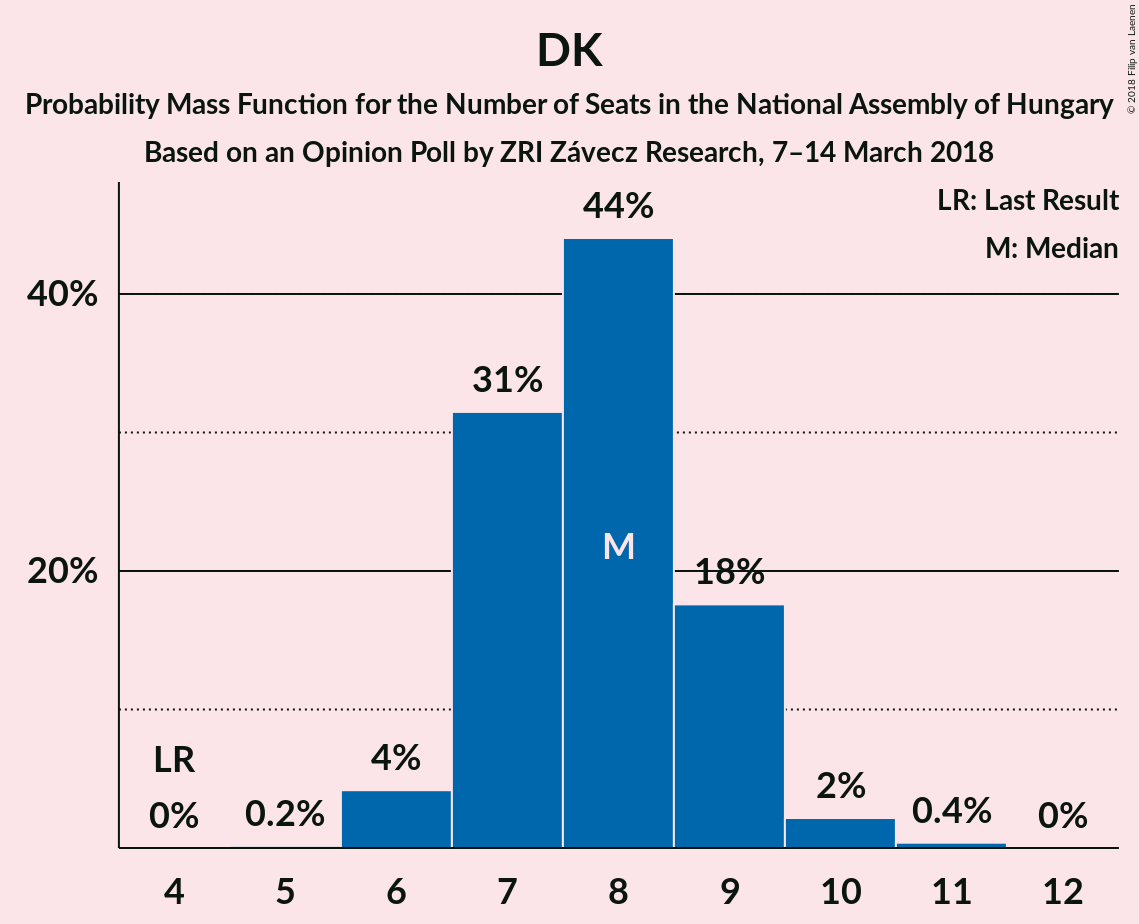 © 2018 Filip van Laenen
DK
Probability Mass Function for the Number of Seats in the National Assembly of Hungary
Based on an Opinion Poll by ZRI Závecz Research, 7–14 March 2018
LR: Last Result
M: Median
44%
40%
31%
M
20%
18%
LR
4%
2%
0%
0.2%
0.4%
0%
4 5 6 7 8 9 10 11 12